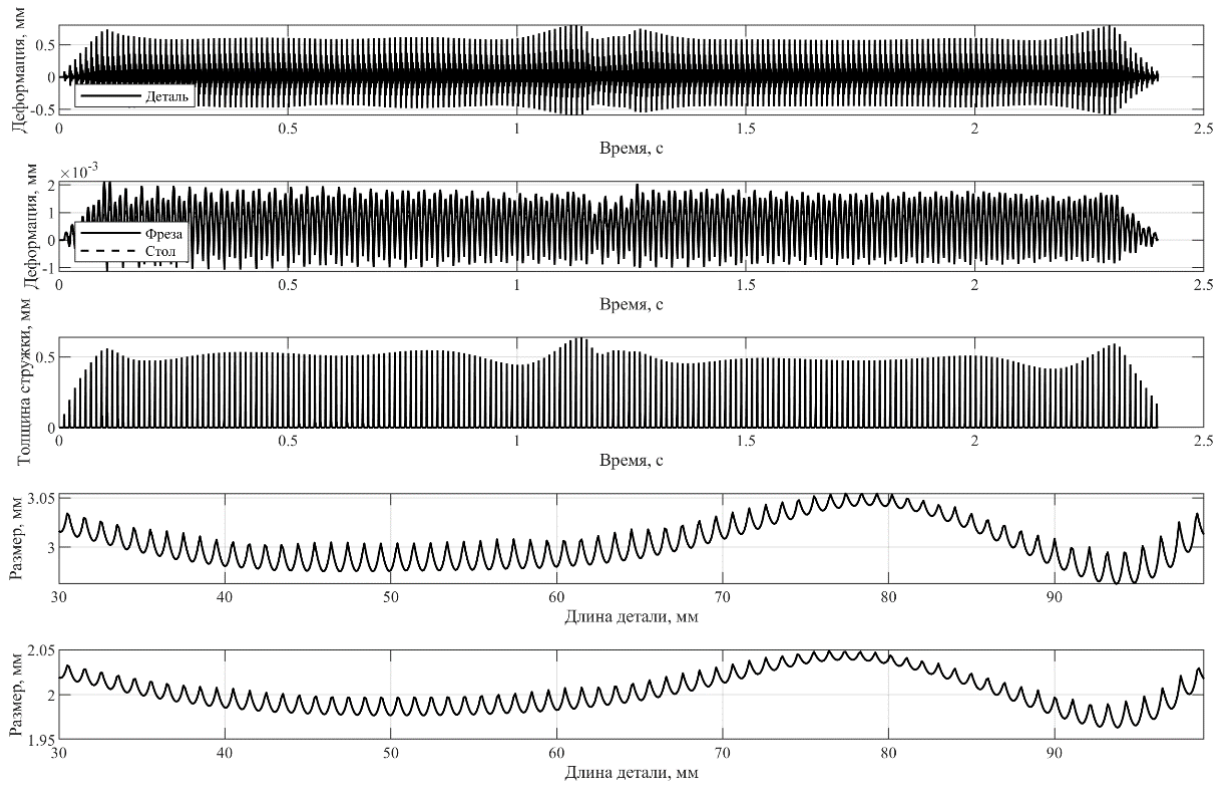 Деформация, мм
0.5
0
-0.5
Деталь
0 0.5 1 1.5 2 2.5
Время, с
×10-3
Деформация, мм
2
1
0
-1
Фреза
Стол
0 0.5 1 1.5 2 2.5
Время, с
Толщина стружки, мм
0.5
0
0 0.5 1 1.5 2 2.5
Время, с
Размер, мм
3.05
3
30 40 50 60 70 80 90
Длина детали, мм
Размер, мм
2.05
2
1.95
30 40 50 60 70 80 90
Длина детали, мм